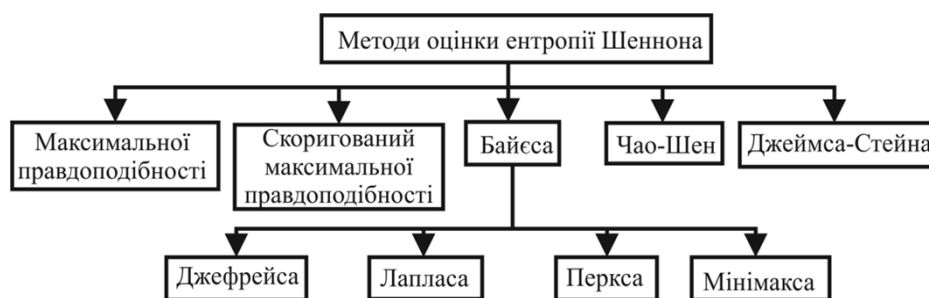 Методи оцінки ентропії Шеннона
Максимальної
правдоподібності
Скоригований
максимальної
правдоподібності
Байєса
Чао-Шен
Джеймса-Стейна
Джефрейса
Лапласа
Перкса
Мінімакса